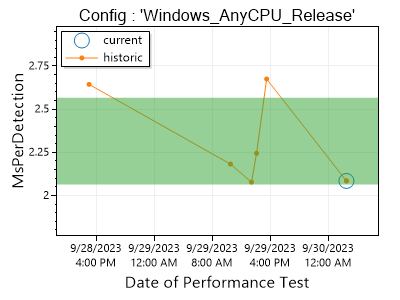 Config : 'Windows_AnyCPU_Release'
current
historic
MsPerDetection
2.75
2.5
2.25
2
9/28/2023 9/29/2023 9/29/2023 9/29/2023 9/30/2023
4:00 PM 12:00 AM 8:00 AM 4:00 PM 12:00 AM
Date of Performance Test